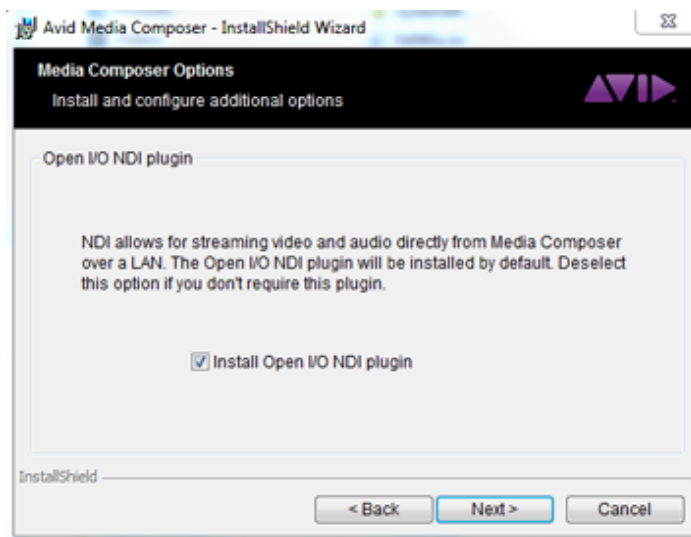 Avid Media Composer - InstallShield Wizard
Media Composer Options
Install and configure additional options
AVID
Open I/O NDI plugin
NDI allows for streaming video and audio directly from Media Composer
over a LAN. The Open I/O NDI plugin will be installed by default. Deselect
this option if you don't require this plugin.
Install Open I/O NDI plugin
InstallShield
< Back Next > Cancel